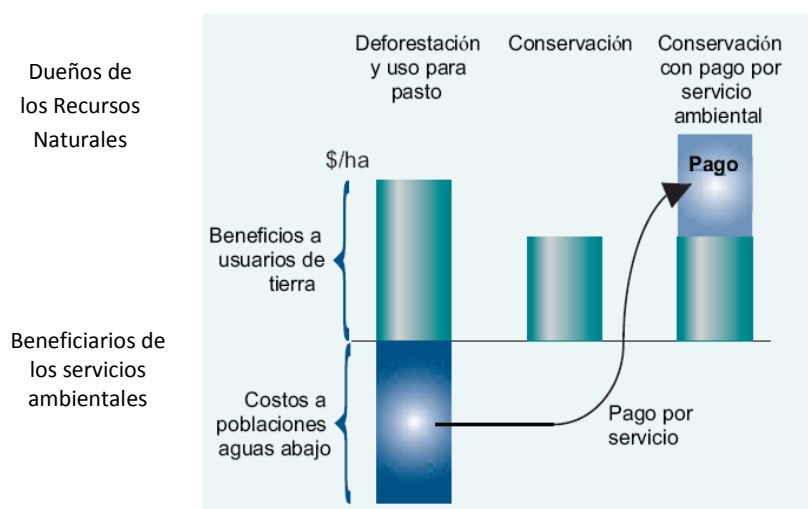 Deforestación
y uso para
pasto
Conservación
Conservación
con pago por
servicio
ambiental
Dueños de
los Recursos
Naturales
$/ha
Pago
Beneficios a
usuarios de
tierra
Beneficiarios de
los servicios
ambientales
Costos a
poblaciones
aguas abajo
Pago por
servicio